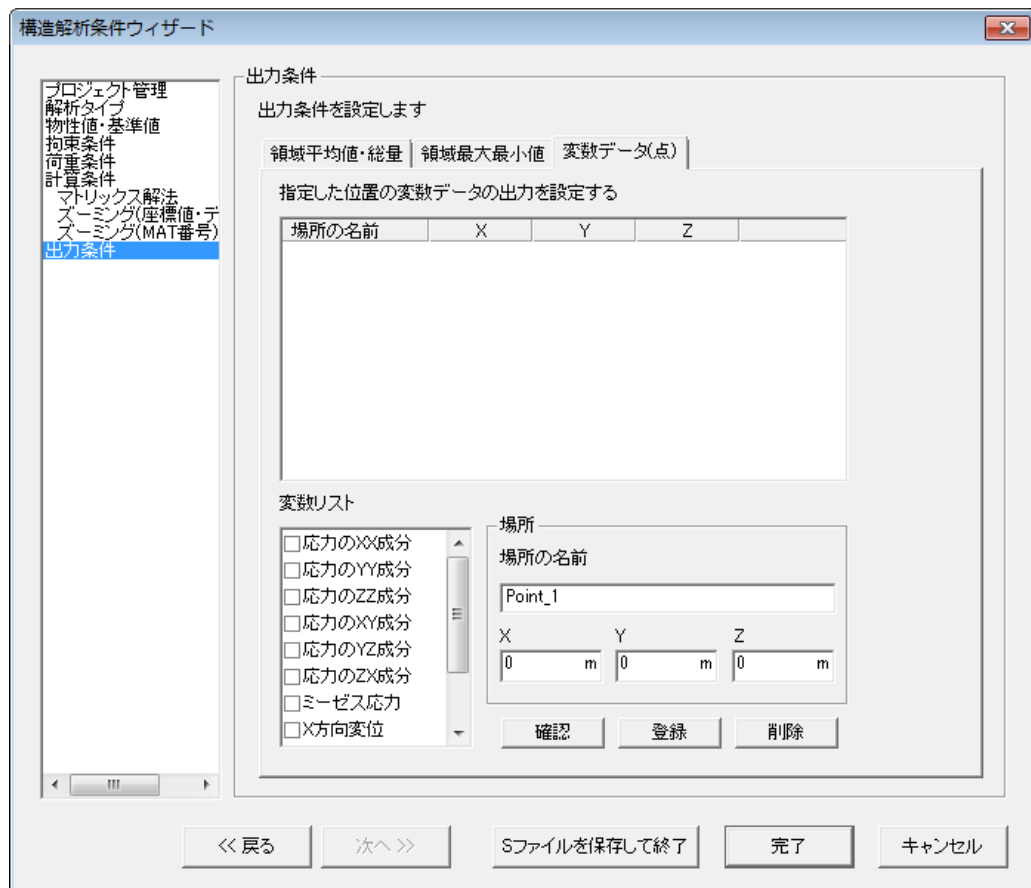 構造解析条件ウィザード
プロジェクト管理
解析タイプ
物性値・基準値
拘束条件
荷重条件
計算条件
マトリックス解法
ズーミング(座標値・デ
ズーミング(MAT番号)
出力条件
出力条件
出力条件を設定します
領域平均値・総量 領域最大最小値 変数データ(点)
指定した位置の変数データの出力を設定する
場所の名前 X Y Z
変数リスト
応力のXX成分
応力のYY成分
応力のZZ成分
応力のXY成分
応力のYZ成分
応力のZX成分
ミーゼス応力
X方向変位
場所
場所の名前
Point_1
X Y Z
0 m 0 m 0 m
確認 登録 削除
<< 戻る 次へ >> Sファイルを保存して終了 完了 キャンセル